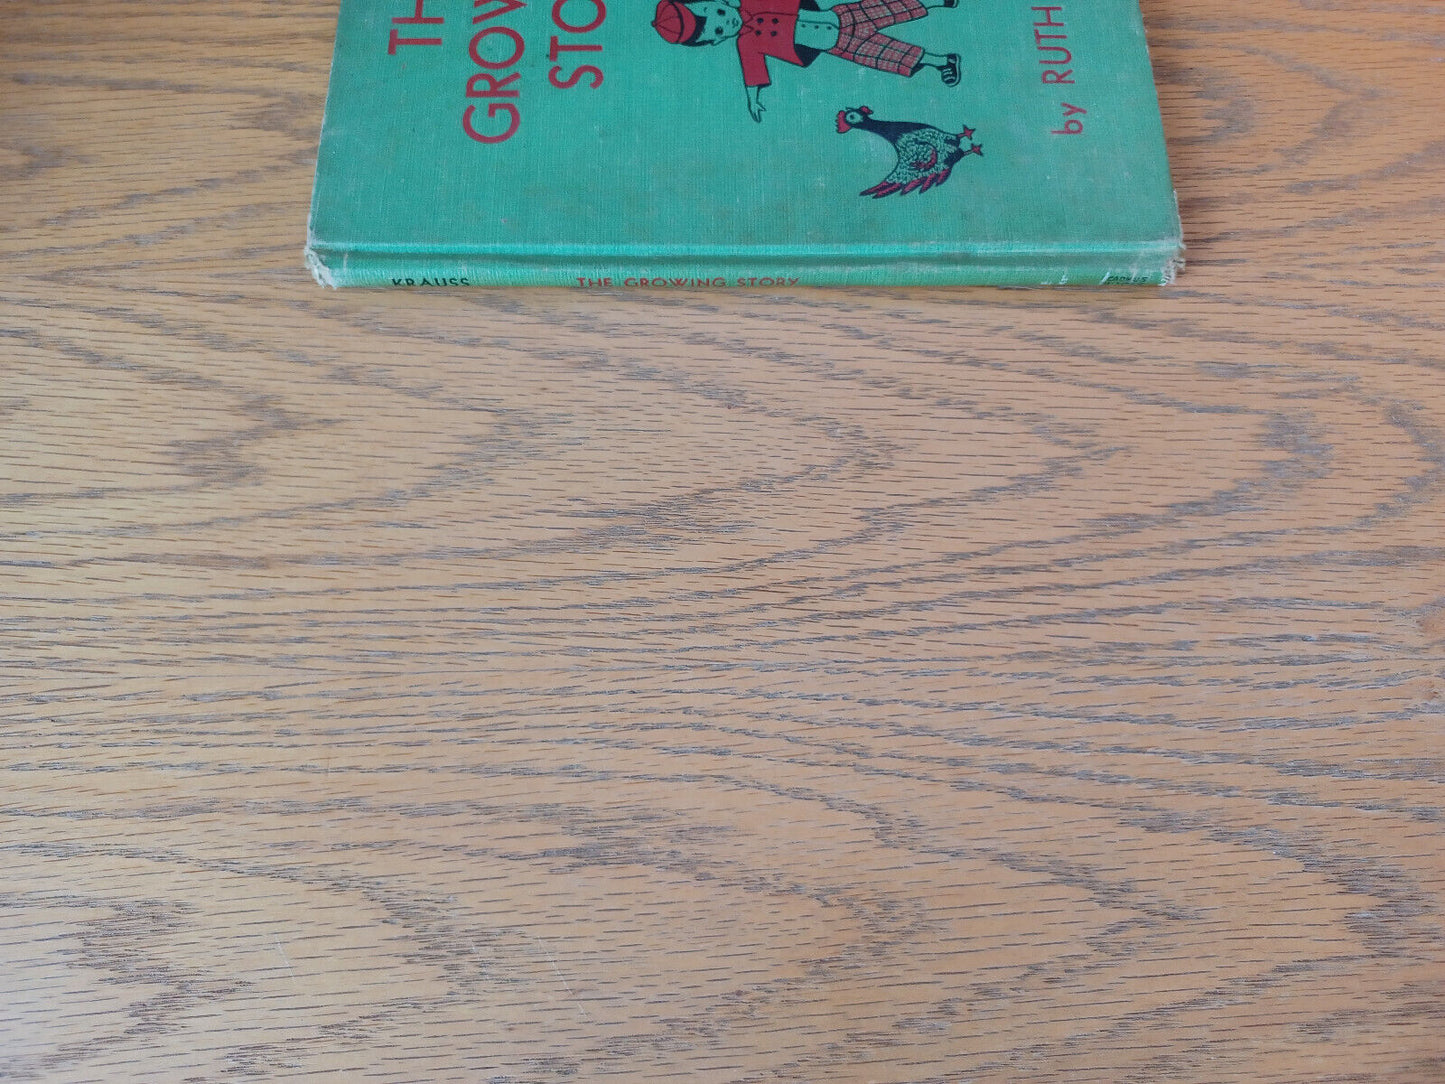 TH
GROW
STO
by RUTH
KRAUSS
THE GROWING STORY